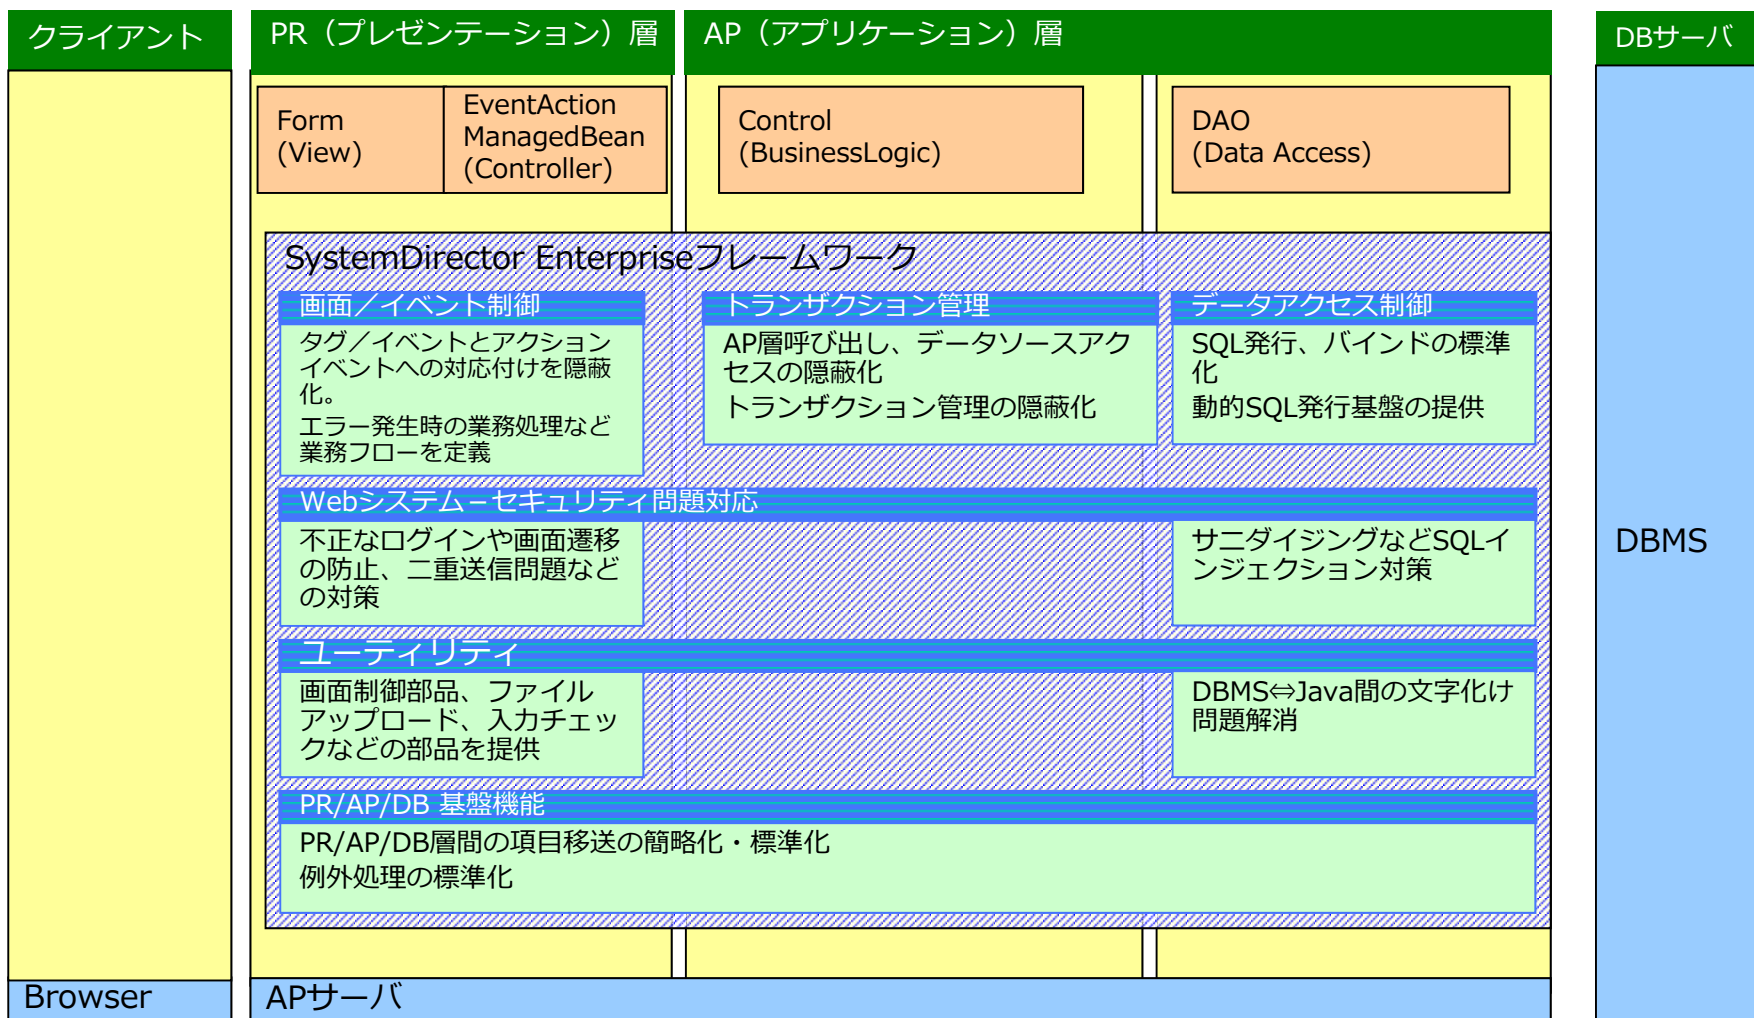 クライアント
PR（プレゼンテーション）層
AP（アプリケーション）層
DBサーバ
Form
(View)
EventAction
ManagedBean
(Controller)
Control
(BusinessLogic)
DAO
(Data Access)
SystemDirector Enterpriseフレームワーク
画面／イベント制御
タグ／イベントとアクション
イベントへの対応付けを隠蔽
化。
エラー発生時の業務処理など
業務フローを定義
トランザクション管理
AP層呼び出し、データソースアク
セスの隠蔽化
トランザクション管理の隠蔽化
データアクセス制御
SQL発行、バインドの標準
化
動的SQL発行基盤の提供
Webシステム－セキュリティ問題対応
不正なログインや画面遷移
の防止、二重送信問題など
の対策
サニダイジングなどSQLイ
ンジェクション対策
DBMS
ユーティリティ
画面制御部品、ファイル
アップロード、入力チェッ
クなどの部品を提供
DBMS⇔Java間の文字化け
問題解消
PR/AP/DB 基盤機能
PR/AP/DB層間の項目移送の簡略化・標準化
例外処理の標準化
Browser
APサーバ